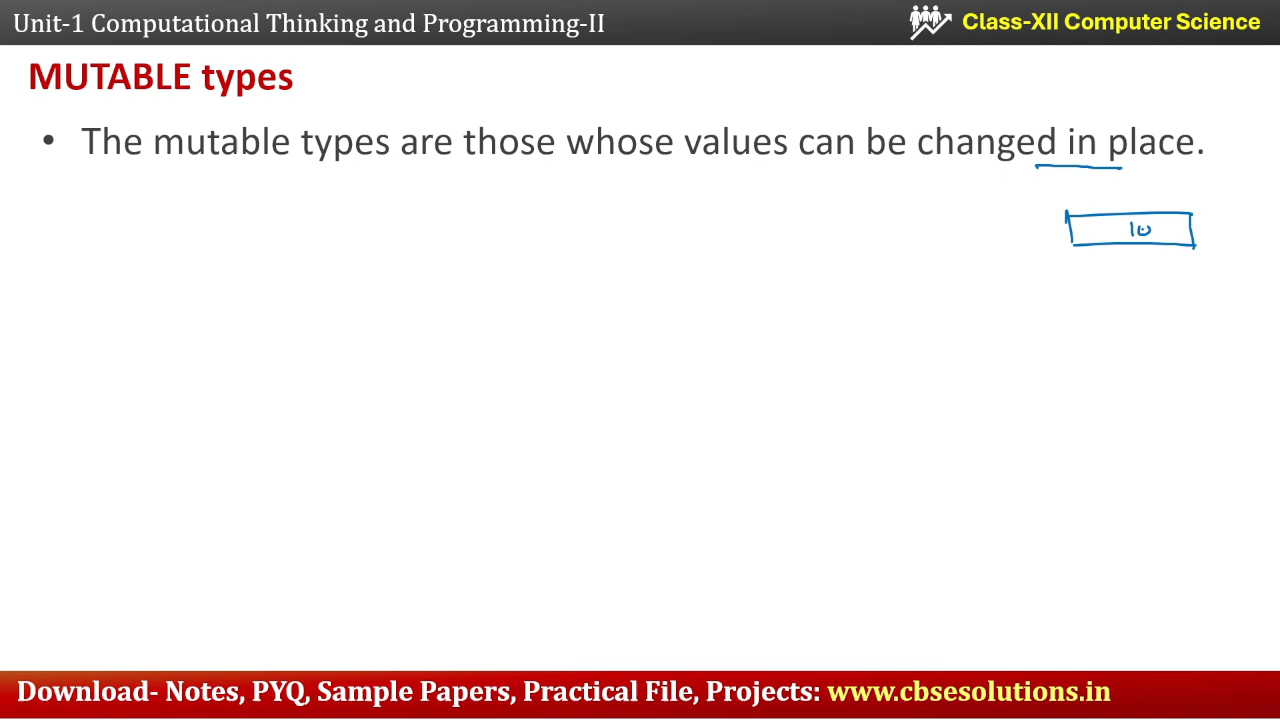 Unit-1 Computational Thinking and Programming-II
Class-XII Computer Science
MUTABLE types
• The mutable types are those whose values can be changed in place.
10
Download- Notes, PYQ, Sample Papers, Practical File, Projects: www.cbsesolutions.in